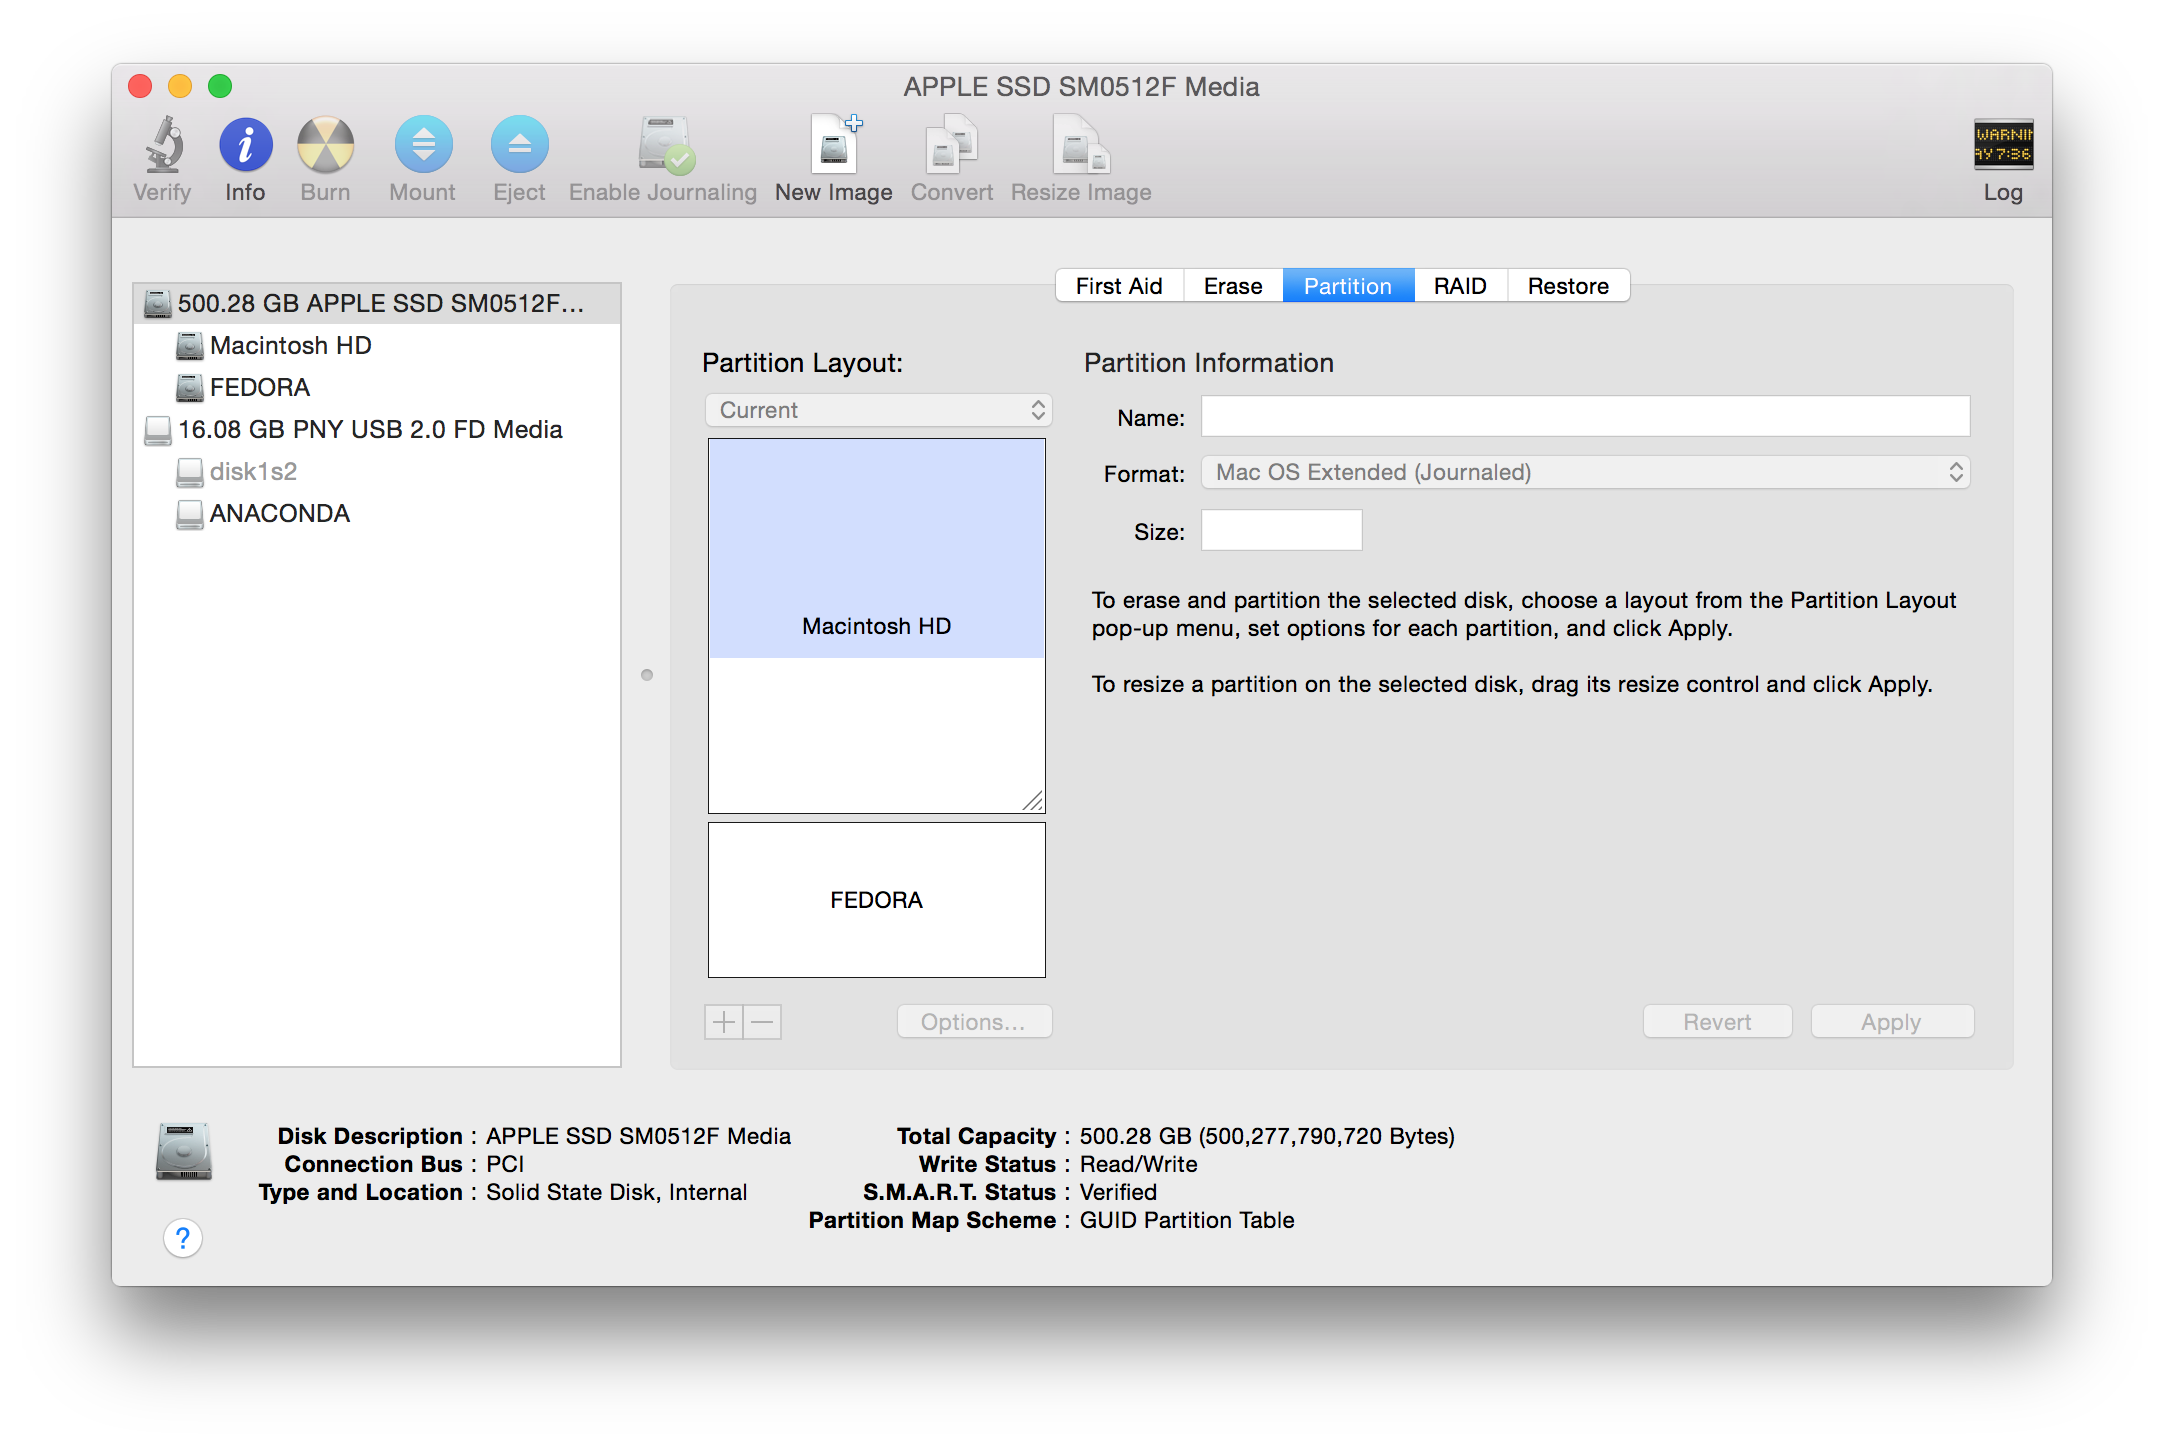 APPLE SSD SM0512F Media
Verify
Info
Burn
Mount
Eject
Enable Journaling
New Image
Convert
Resize Image
WARNIN
AY 7:36
Log
500.28 GB APPLE SSD SM0512F...
Macintosh HD
FEDORA
16.08 GB PNY USB 2.0 FD Media
disk1s2
ANACONDA
First Aid
Erase
Partition
RAID
Restore
Partition Layout:
Current
Macintosh HD
FEDORA
Options...
Partition Information
Name:
Format: Mac OS Extended (Journaled)
Size:
To erase and partition the selected disk, choose a layout from the Partition Layout
pop-up menu, set options for each partition, and click Apply.
To resize a partition on the selected disk, drag its resize control and click Apply.
Revert
Apply
Disk Description : APPLE SSD SM0512F Media
Connection Bus : PCI
Type and Location : Solid State Disk, Internal
Total Capacity : 500.28 GB (500,277,790,720 Bytes)
Write Status : Read/Write
S.M.A.R.T. Status : Verified
Partition Map Scheme : GUID Partition Table
?